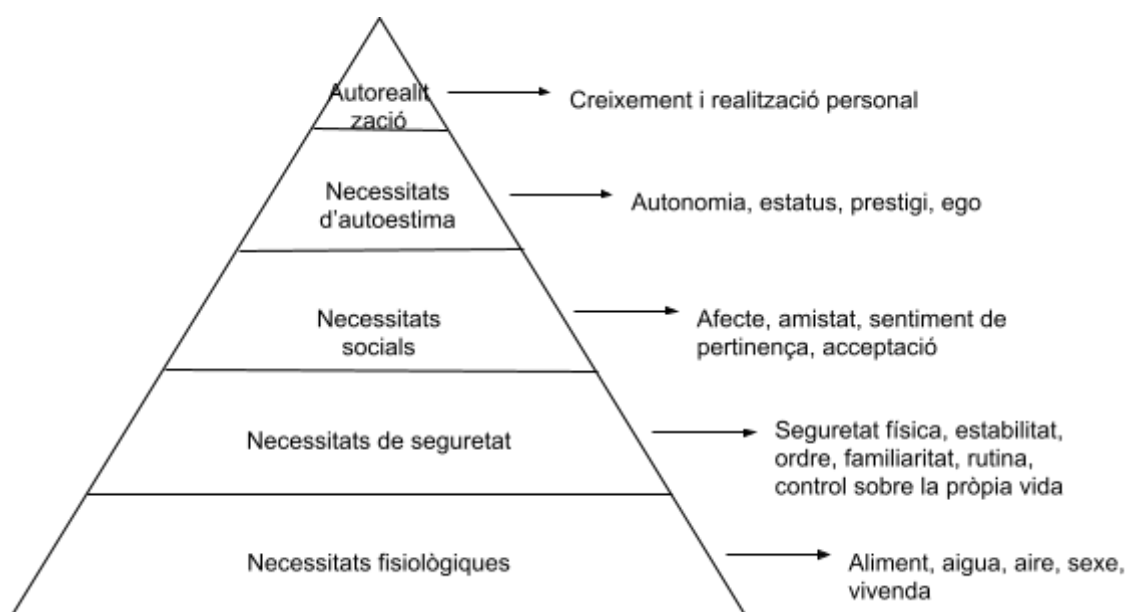 Autorealit
zació
Creixement i realització personal
Necessitats
d'autoestima
Autonomia, estatus, prestigi, ego
Necessitats
socials
Afecte, amistat, sentiment de
pertinença, acceptació
Necessitats de seguretat
Seguretat física, estabilitat,
ordre, familiaritat, rutina,
control sobre la pròpia vida
Necessitats fisiològiques
Aliment, aigua, aire, sexe,
vivenda